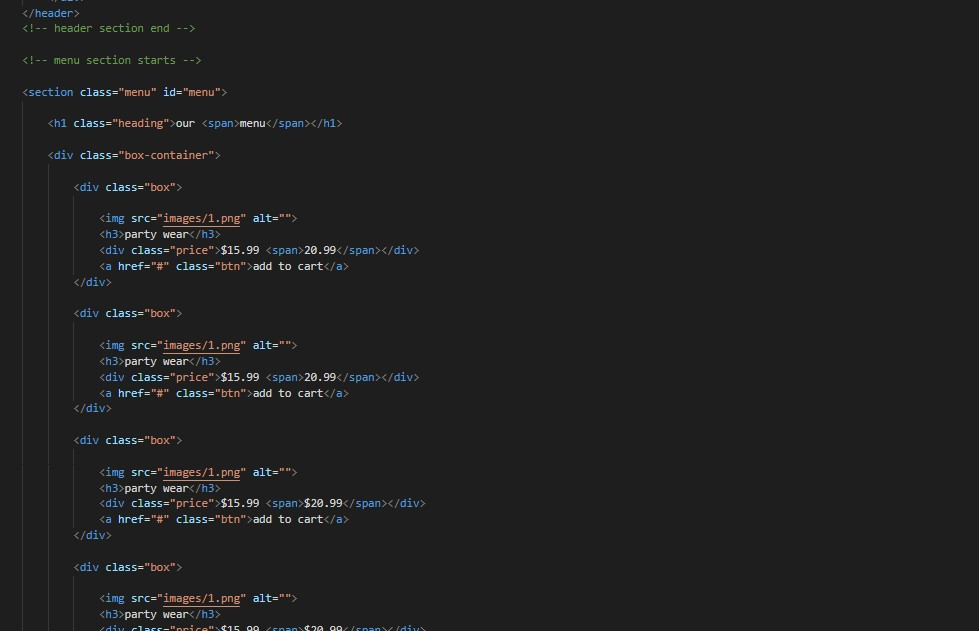 </header>
<!-- header section end -->
<!-- menu section starts -->
<section class="menu" id="menu">
<h1 class="heading">our <span>menu</span></h1>
<div class="box-container">
<div class="box">
<img src="images/1.png" alt="">
<h3>party wear</h3>
<div class="price">$15.99 <span>20.99</span></div>
<a href="#" class="btn">add to cart</a>
</div>
<div class="box">
<img src="images/1.png" alt="">
<h3>party wear</h3>
<div class="price">$15.99 <span>20.99</span></div>
<a href="#" class="btn">add to cart</a>
</div>
<div class="box">
<img src="images/1.png" alt="">
<h3>party wear</h3>
<div class="price">$15.99 <span>$20.99</span></div>
<a href="#" class="btn">add to cart</a>
</div>
<div class="box">
<img src="images/1.png" alt="">
<h3>party wear</h3>
<div class="price">$15.99 <span>$20.99</span></div>